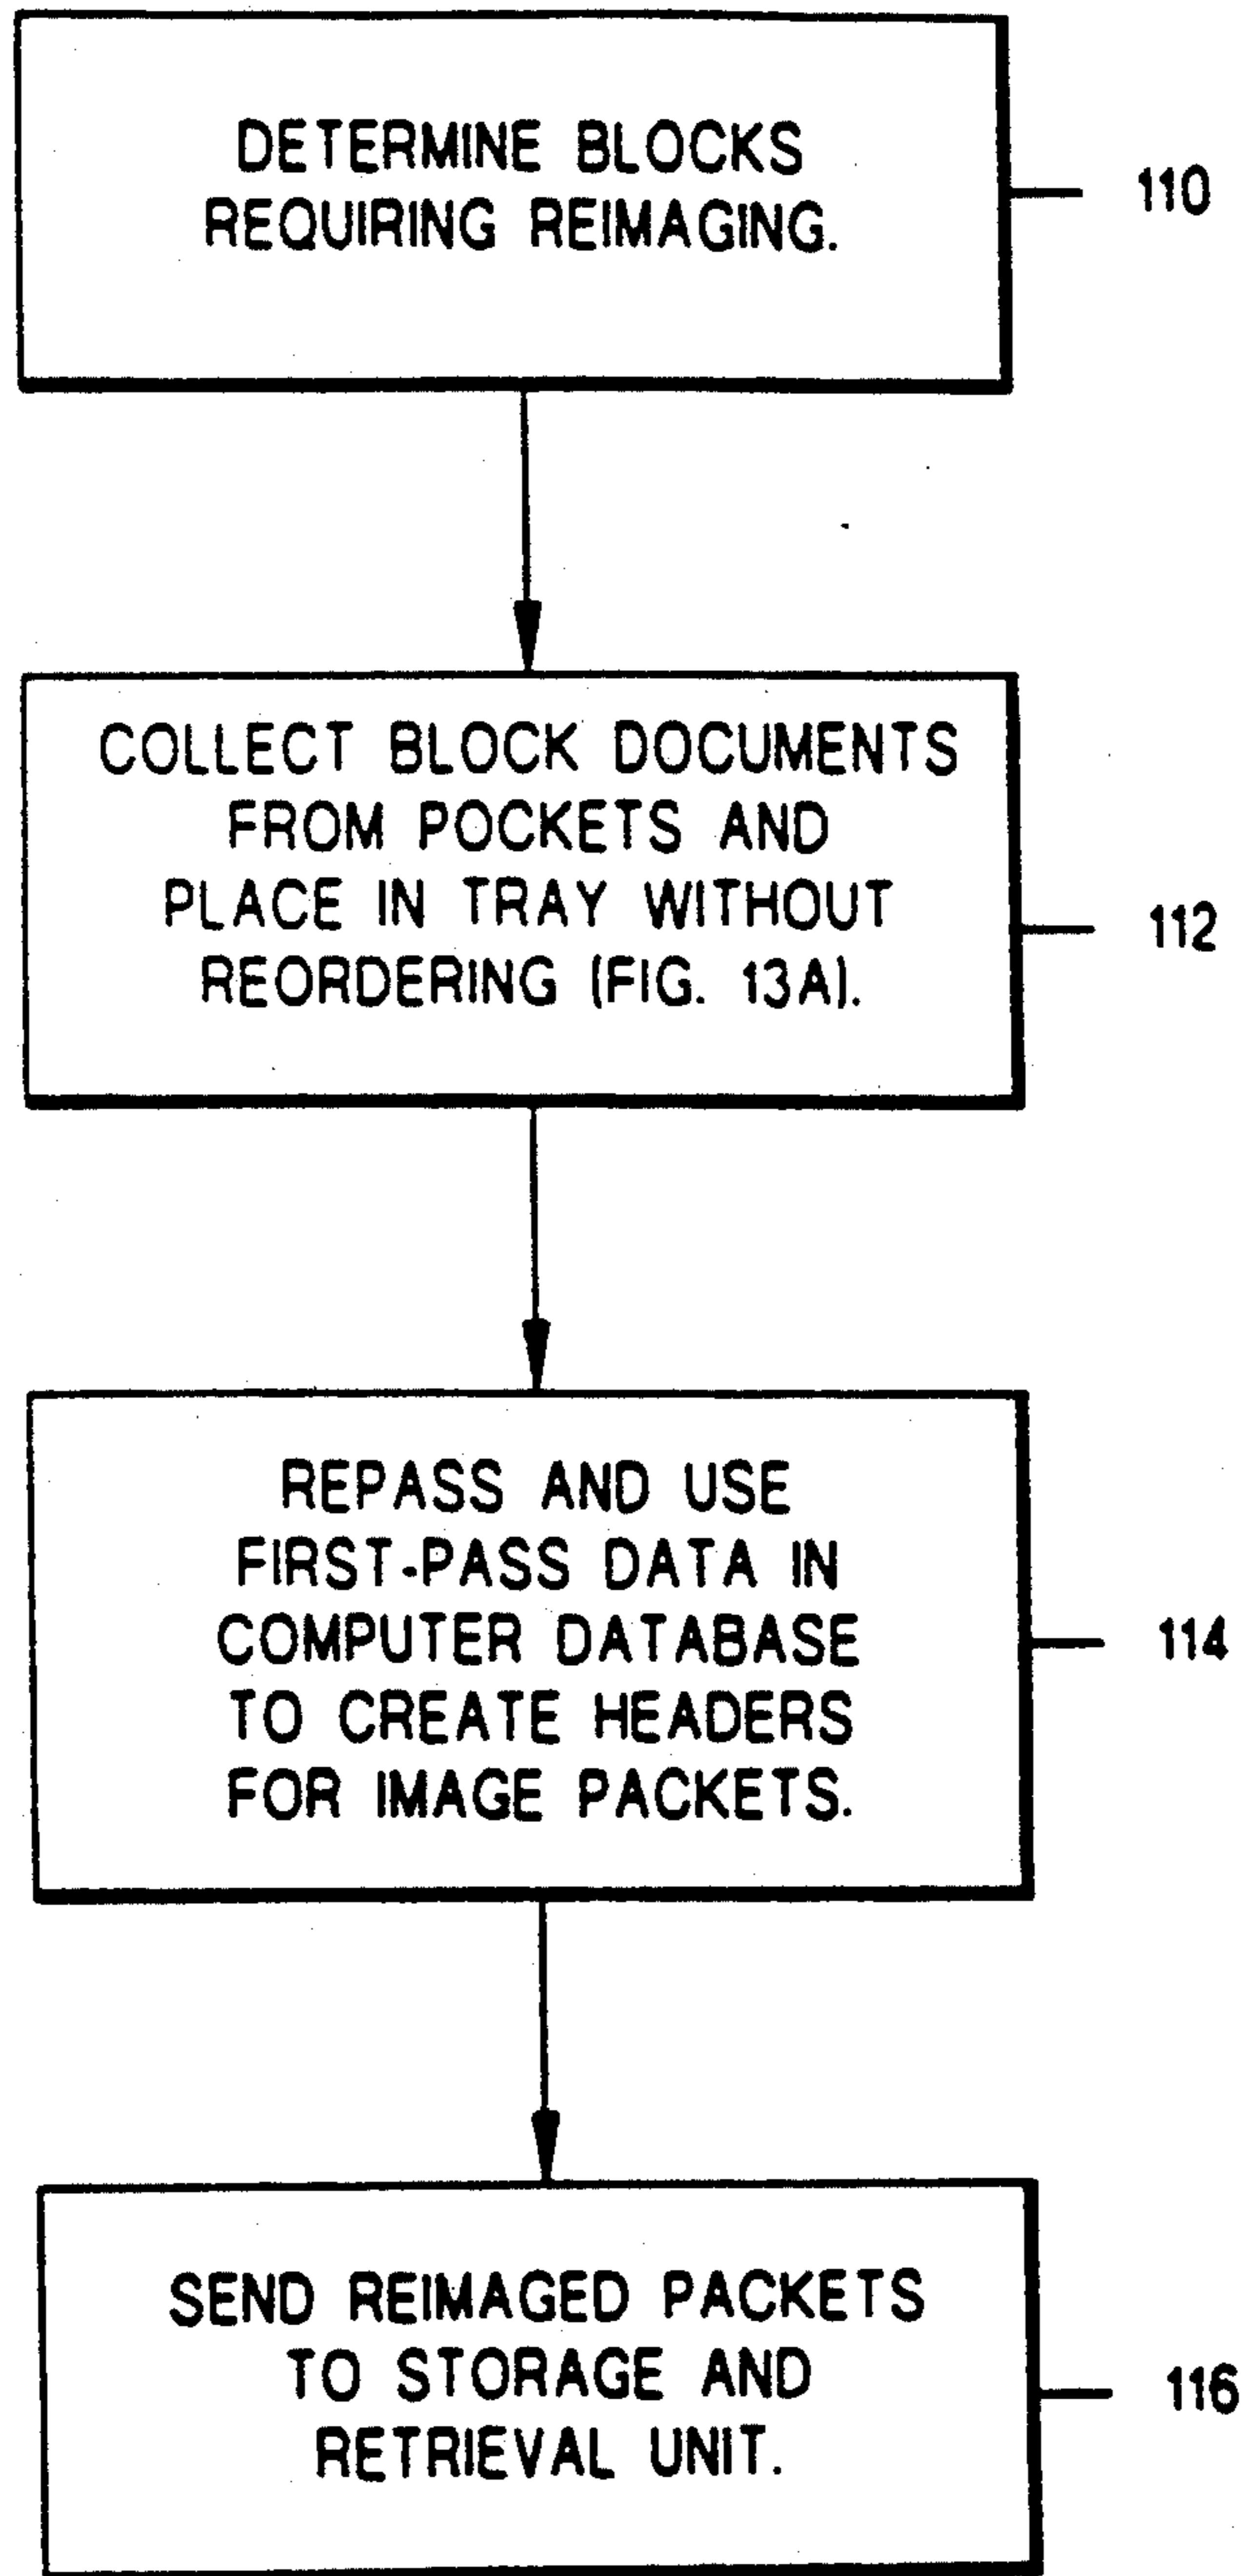 DETERMINE BLOCKS
REQUIRING REIMAGING.
110
COLLECT BLOCK DOCUMENTS
FROM POCKETS AND
PLACE IN TRAY WITHOUT
REORDERING (FIG. 13A).
112
REPASS AND USE
FIRST-PASS DATA IN
COMPUTER DATABASE
TO CREATE HEADERS
FOR IMAGE PACKETS.
114
SEND REIMAGED PACKETS
TO STORAGE AND
RETRIEVAL UNIT.
116